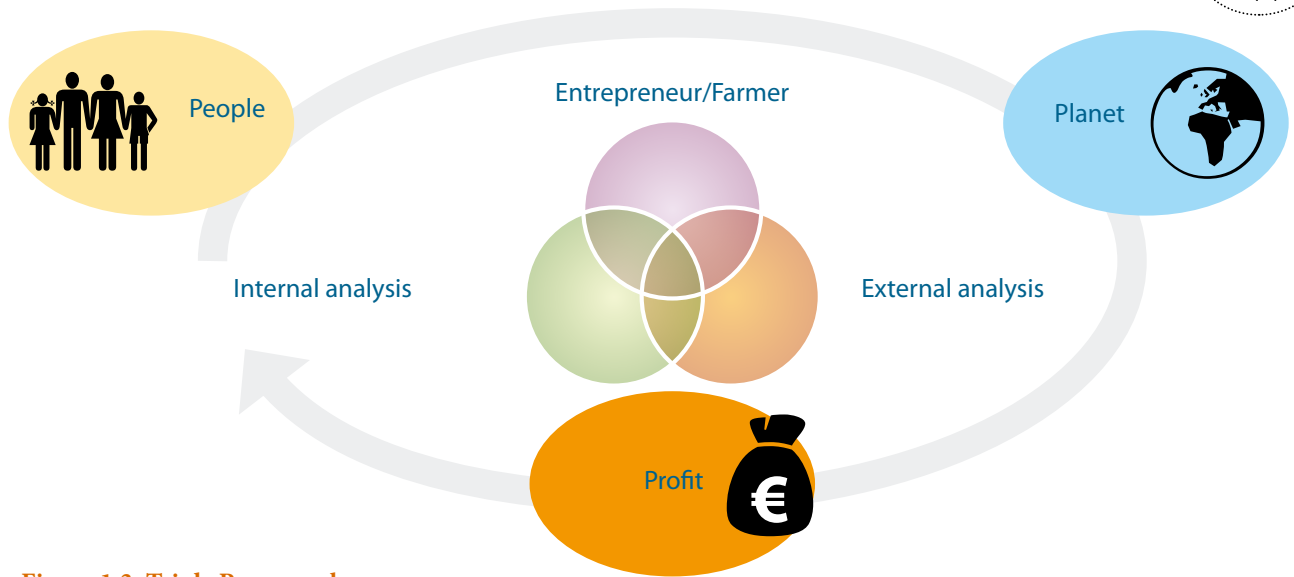 People
Entrepreneur/Farmer
Planet
Internal analysis
External analysis
Profit
€